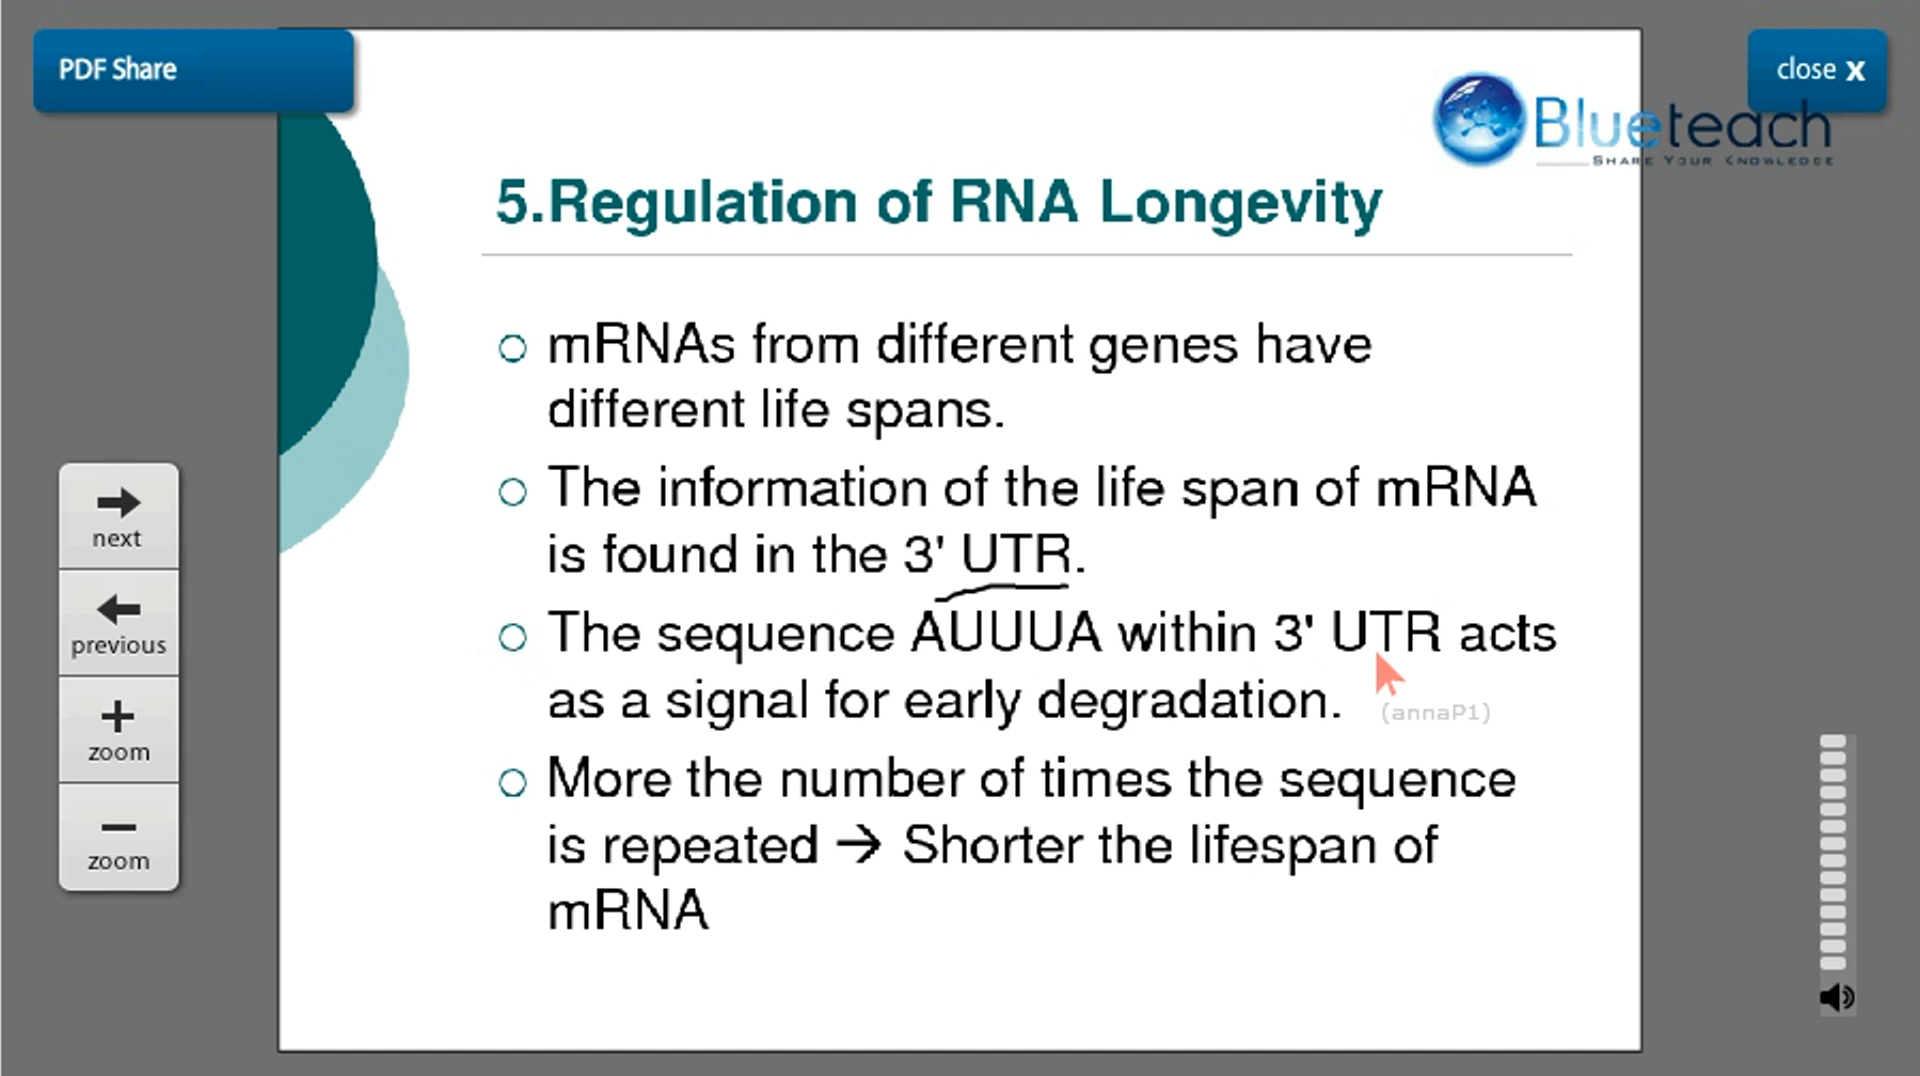 PDF Share
close x
Blueteach
SHARE YOUR KNOWLEDGE
5.Regulation of RNA Longevity
mRNAs from different genes have
different life spans.
The information of the life span of mRNA
is found in the 3' UTR.
The sequence AUUUA within 3' UTR acts
as a signal for early degradation.
(annaP1)
More the number of times the sequence
is repeated → Shorter the lifespan of
mRNA
next
previous
+
zoom
−
zoom